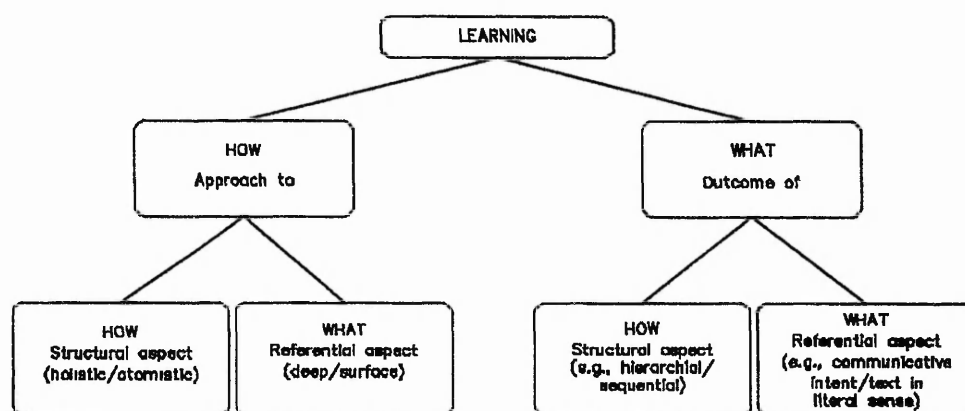 LEARNING
HOW
Approach to
WHAT
Outcome of
HOW
Structural aspect
(holistic/atomistic)
WHAT
Referential aspect
(deep/surface)
HOW
Structural aspect
(e.g., hierarchial/
sequential)
WHAT
Referential aspect
(e.g., communicative
intent/text in
literal sense)